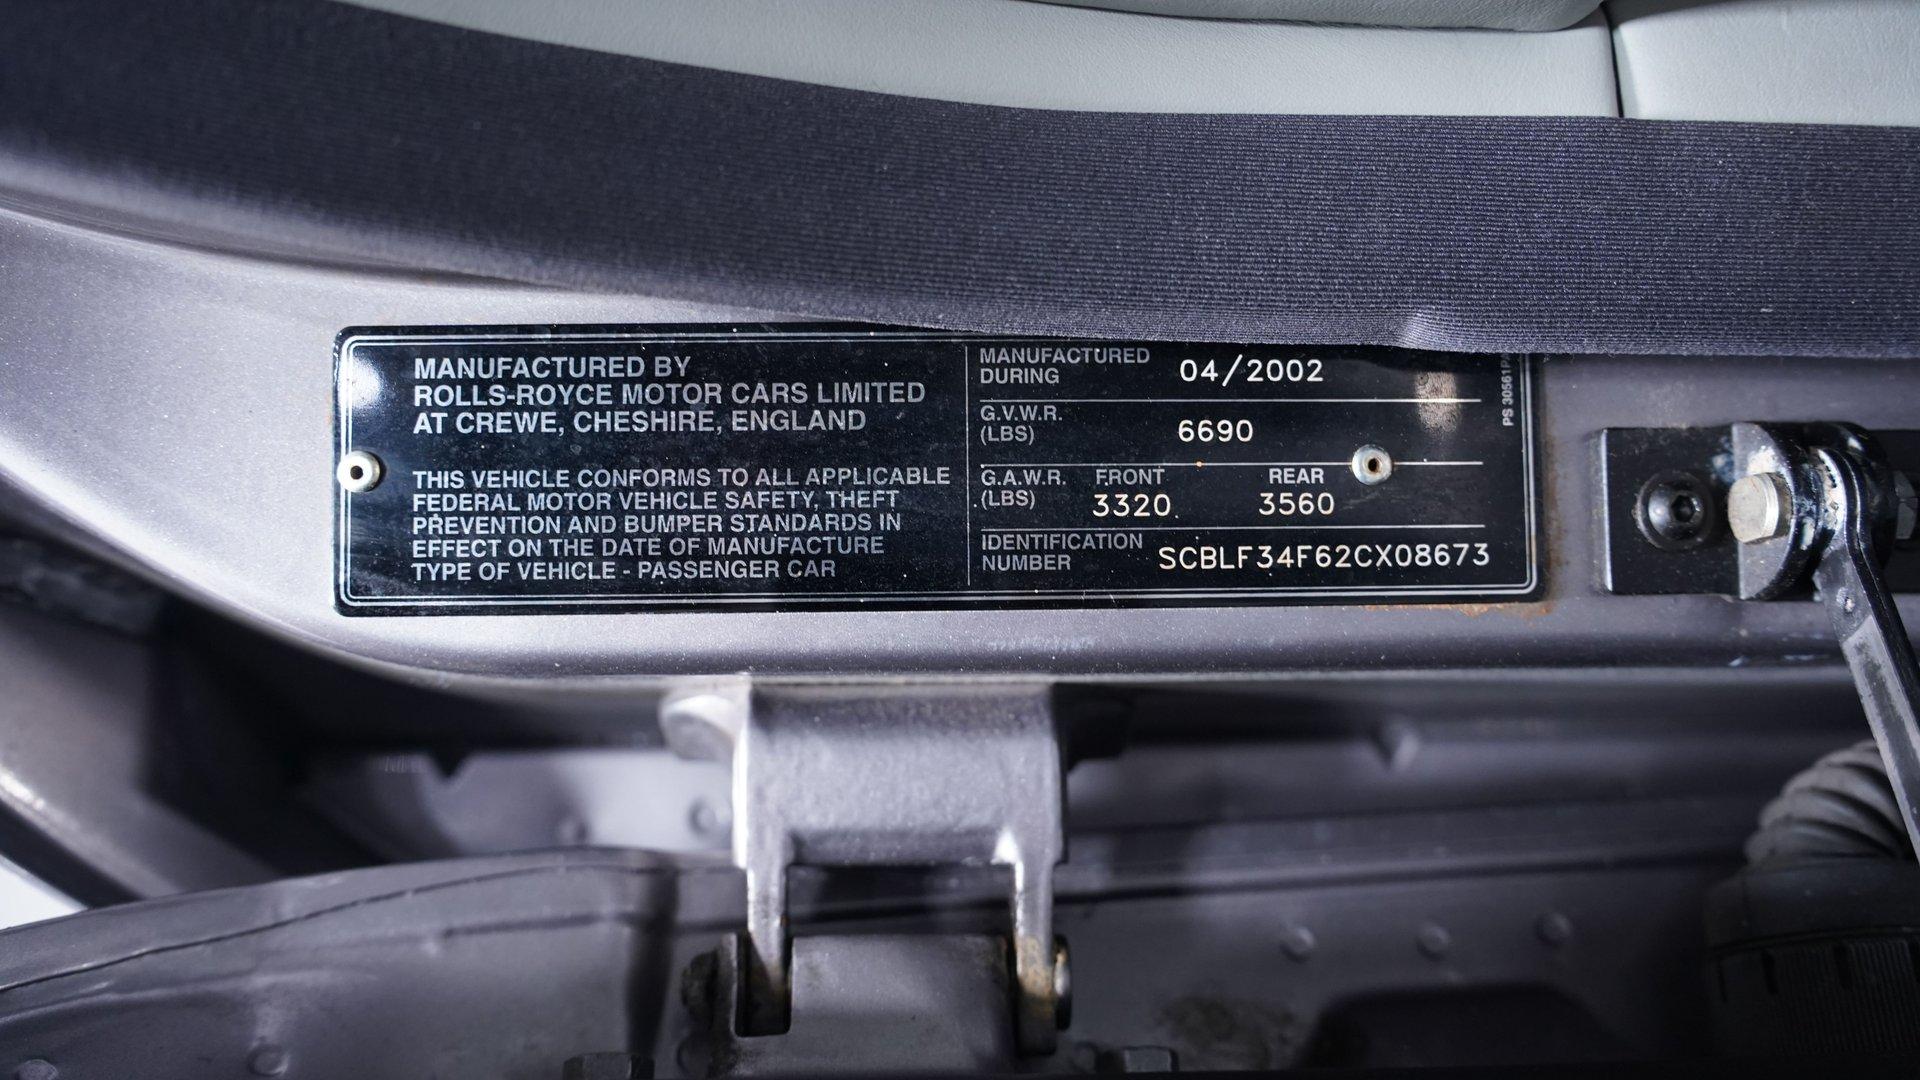 MANUFACTURED BY
ROLLS-ROYCE MOTOR CARS LIMITED
AT CREWE, CHESHIRE, ENGLAND
THIS VEHICLE CONFORMS TO ALL APPLICABLE
FEDERAL MOTOR VEHICLE SAFETY, THEFT
PREVENTION AND BUMPER STANDARDS IN
EFFECT ON THE DATE OF MANUFACTURE
TYPE OF VEHICLE - PASSENGER CAR
MANUFACTURED
DURING 04/2002
G.V.W.R.
(LBS) 6690
G.A.W.R. FRONT REAR
(LBS) 3320 3560
IDENTIFICATION
NUMBER SCBLF34F62CX08673
PS